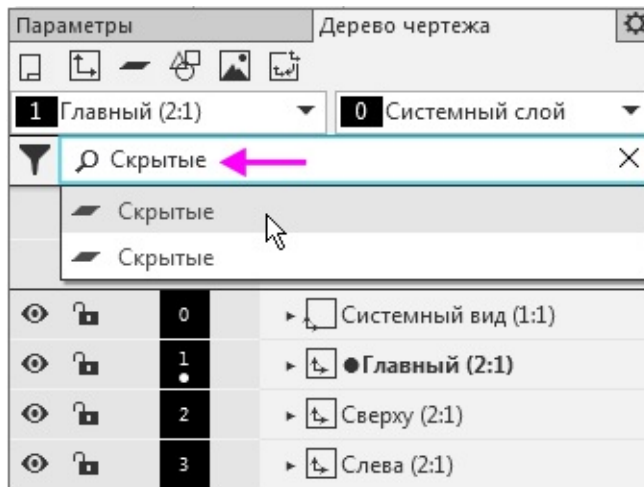 Параметры Дерево чертежа
1 Главный (2:1) 0 Системный слой
Скрытые
Скрытые
Скрытые
0 Системный вид (1:1)
1 Главный (2:1)
2 Сверху (2:1)
3 Слева (2:1)